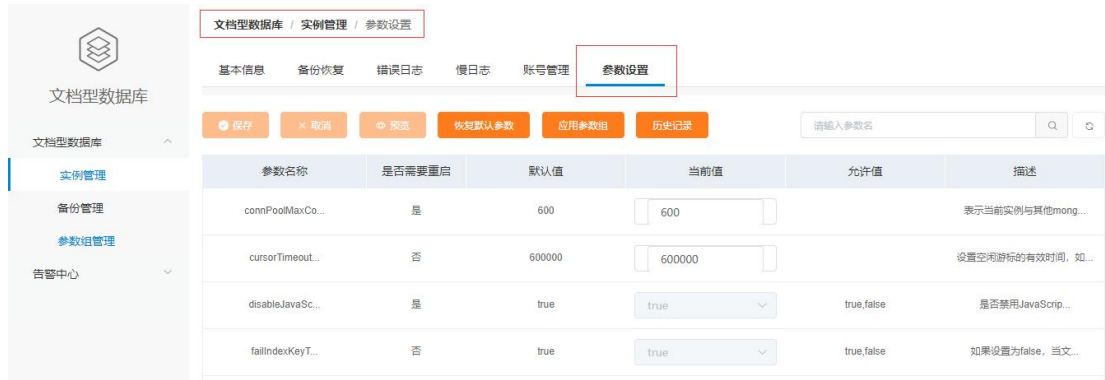 文档型数据库 / 实例管理 / 参数设置
基本信息 备份恢复 错误日志 慢日志 账号管理 参数设置
文档型数据库
保存 取消 预览 恢复默认参数 应用参数组 历史记录 请输入参数名
文档型数据库
实例管理
备份管理
参数组管理
告警中心
参数名称 是否需要重启 默认值 当前值 允许值 描述
connPoolMaxCo... 是 600 600 表示当前实例与其他mong...
cursorTimeout... 否 600000 600000 设置空闲游标的有效时间，如...
disableJavaSc... 是 true true true,false 是否禁用JavaScrip...
failIndexKeyT... 否 true true true,false 如果设置为false，当文...